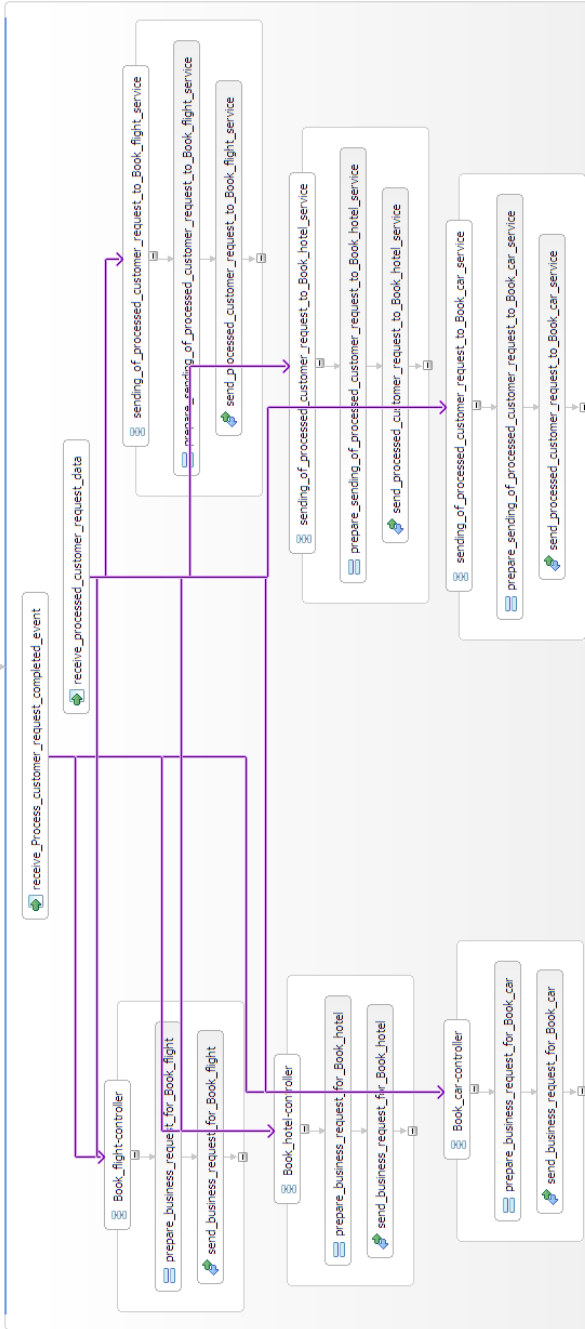 receive_Process_customer_request_completed_event
receive_processed_customer_request_data
Book_flight-controller
prepare_business_request_for_Book_flight
send_business_request_for_Book_flight
sending_of_processed_customer_request_to_Book_flight_service
prepare_sending_of_processed_customer_request_to_Book_flight_service
send_processed_customer_request_to_Book_flight_service
Book_hotel-controller
prepare_business_request_for_Book_hotel
send_business_request_for_Book_hotel
sending_of_processed_customer_request_to_Book_hotel_service
prepare_sending_of_processed_customer_request_to_Book_hotel_service
send_processed_customer_request_to_Book_hotel_service
Book_car-controller
prepare_business_request_for_Book_car
send_business_request_for_Book_car
sending_of_processed_customer_request_to_Book_car_service
prepare_sending_of_processed_customer_request_to_Book_car_service
send_processed_customer_request_to_Book_car_service